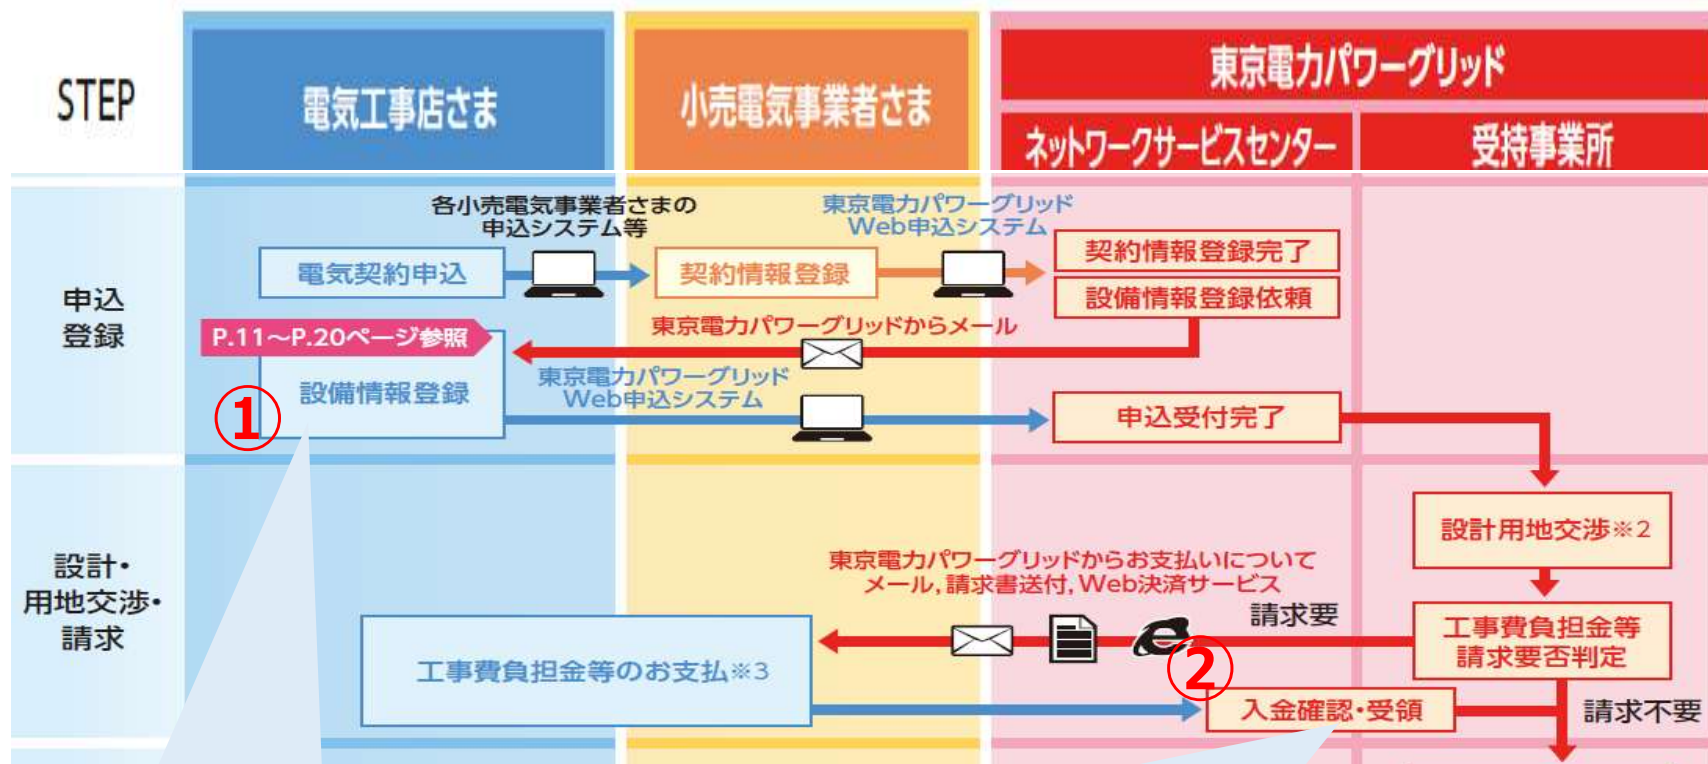 STEP
電気工事店さま
小売電気事業者さま
東京電力パワーグリッド
ネットワークサービスセンター
受持事業所
申込
登録
各小売電気事業者さまの
申込システム等
東京電力パワーグリッド
Web申込システム
電気契約申込
契約情報登録
契約情報登録完了
設備情報登録依頼
P.11～P.20ページ参照
東京電力パワーグリッドからメール
①
設備情報登録
東京電力パワーグリッド
Web申込システム
申込受付完了
設計・
用地交渉・
請求
設計用地交渉※2
東京電力パワーグリッドからお支払いについて
メール,請求書送付,Web決済サービス
請求要
工事費負担金等
請求要否判定
工事費負担金等のお支払※3
②
入金確認・受領
請求不要